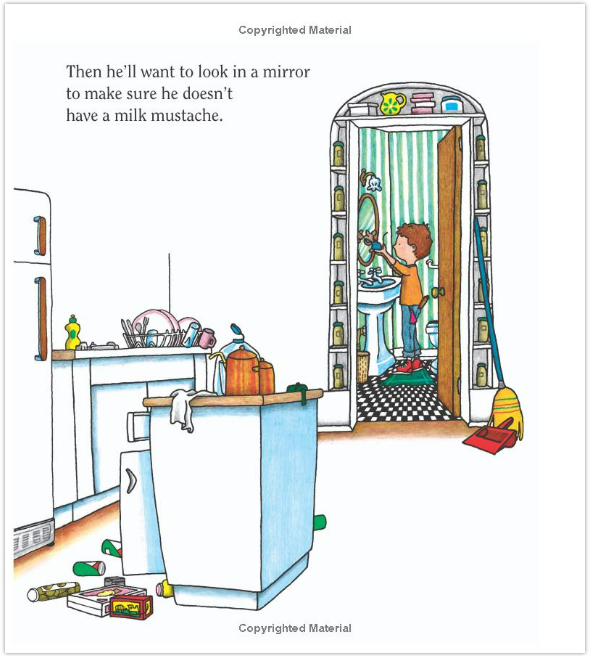 Copyrighted Material
Then he'll want to look in a mirror
to make sure he doesn't
have a milk mustache.
Copyrighted Material